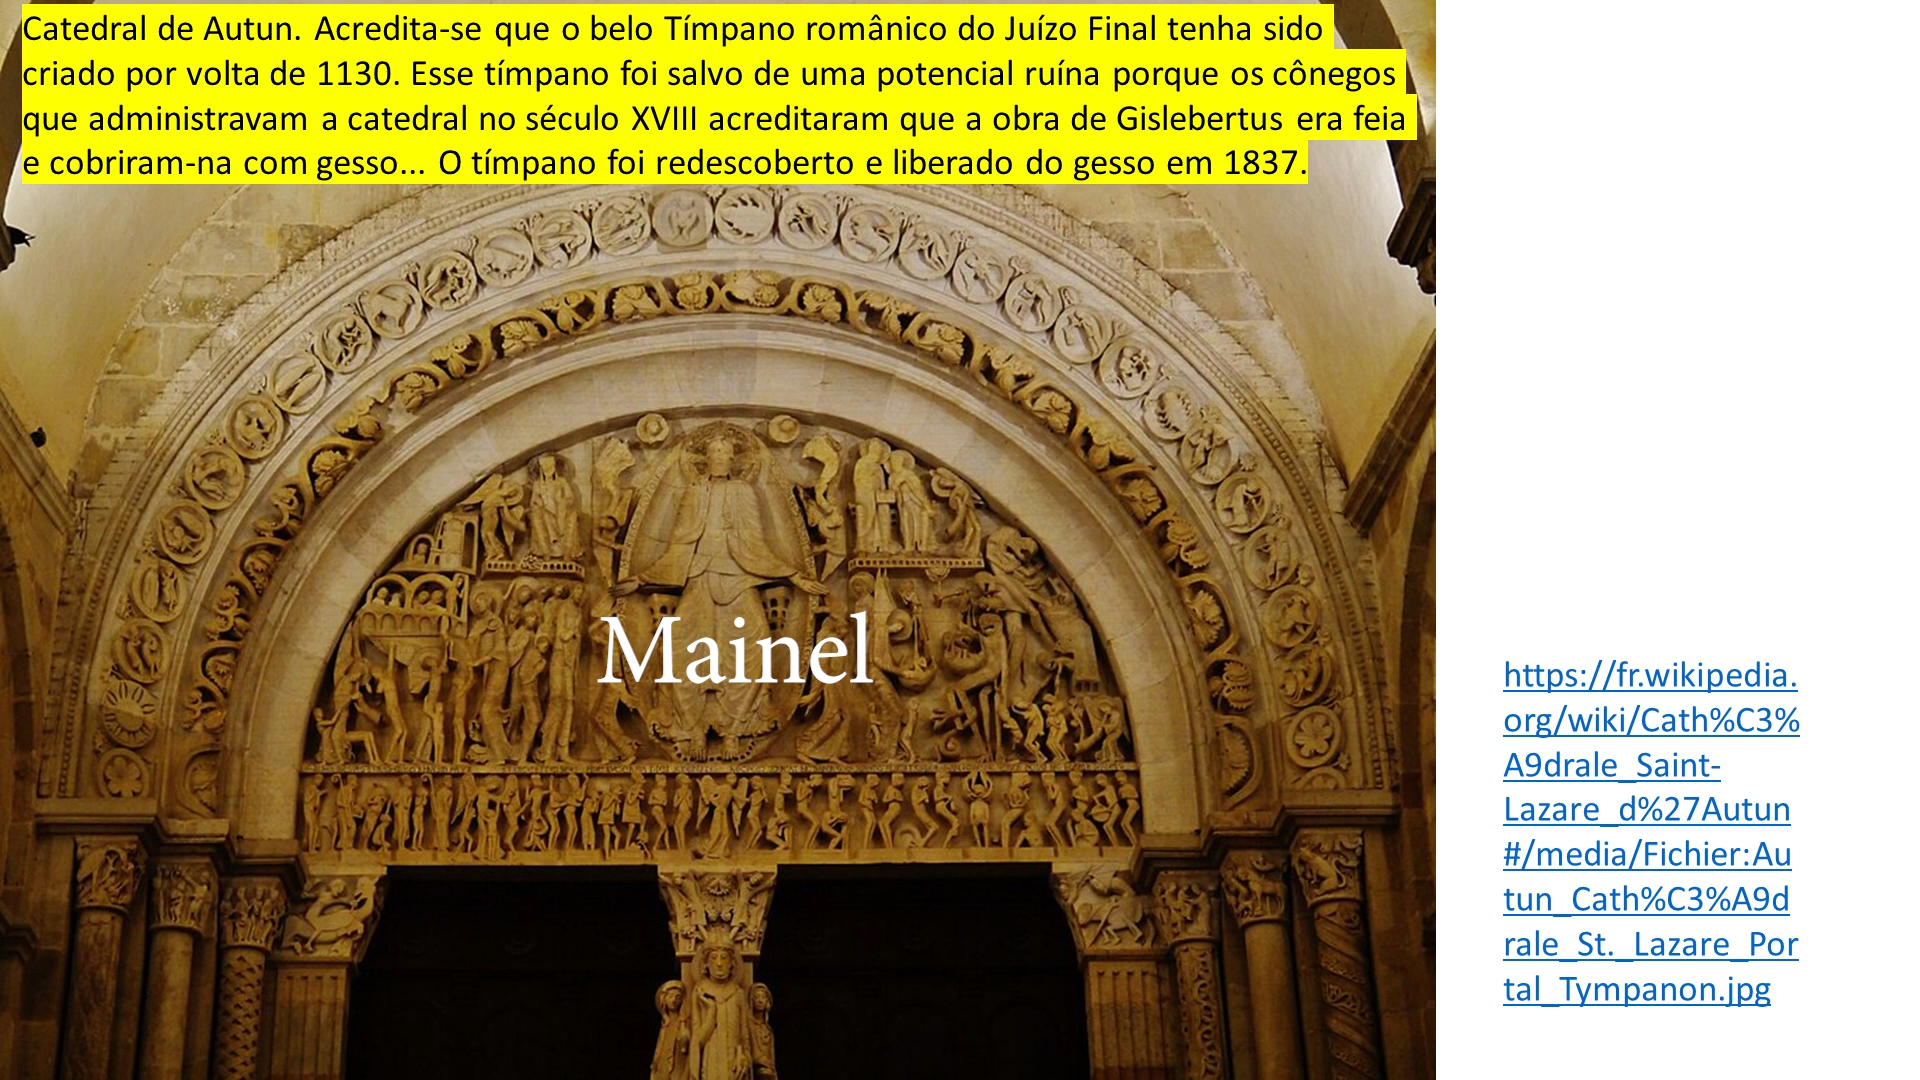 Catedral de Autun. Acredita-se que o belo Tímpano românico do Juízo Final tenha sido
criado por volta de 1130. Esse tímpano foi salvo de uma potencial ruína porque os cônegos
que administravam a catedral no século XVIII acreditaram que a obra de Gislebertus era feia
e cobriram-na com gesso... O tímpano foi redescoberto e liberado do gesso em 1837.
Mainel
https://fr.wikipedia.
org/wiki/Cath%C3%
A9drale_Saint-
Lazare_d%27Autun
#/media/Fichier:Au
tun_Cath%C3%A9d
rale_St._Lazare_Por
tal_Tympanon.jpg